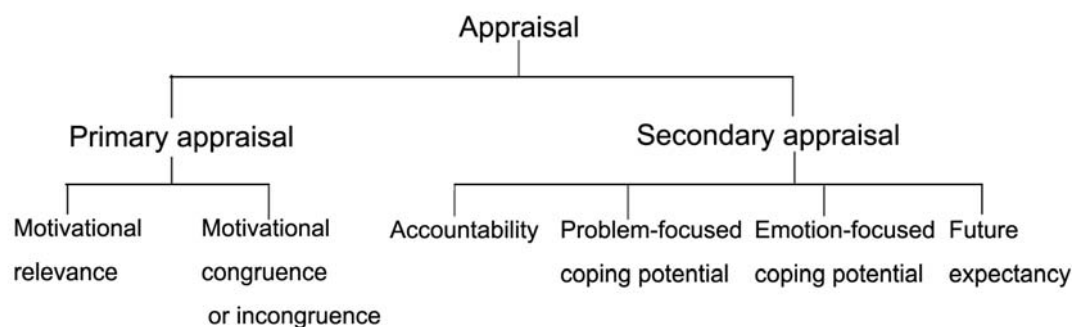 Appraisal
Primary appraisal
Secondary appraisal
Motivational
relevance
Motivational
congruence
or incongruence
Accountability
Problem-focused
coping potential
Emotion-focused
coping potential
Future
expectancy